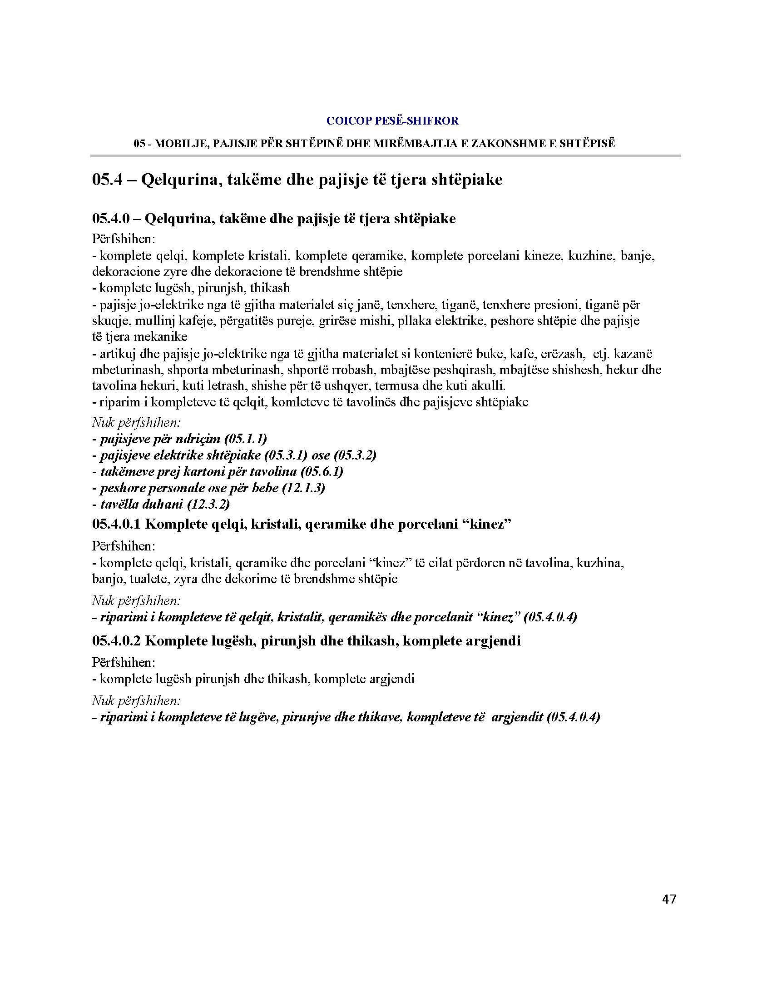 COICOP PESË-SHIFROR
05 - MOBILJE, PAJISJE PËR SHTËPINË DHE MIRËMBAJTJA E ZAKONSHME E SHTËPISË
05.4 – Qelqurina, takëme dhe pajisje të tjera shtëpiake
05.4.0 – Qelqurina, takëme dhe pajisje të tjera shtëpiake
Përfshihen:
- komplete qelqi, komplete kristali, komplete qeramike, komplete porcelani kineze, kuzhine, banje,
dekoracione zyre dhe dekoracione të brendshme shtëpie
- komplete lugësh, pirunjsh, thikash
- pajisje jo-elektrike nga të gjitha materialet siç janë, tenxhere, tiganë, tenxhere presioni, tiganë për
skuqje, mullinj kafeje, përgatitës pureje, grirëse mishi, pllaka elektrike, peshore shtëpie dhe pajisje
të tjera mekanike
- artikuj dhe pajisje jo-elektrike nga të gjitha materialet si kontenierë buke, kafe, erëzash, etj. kazanë
mbeturinash, shporta mbeturinash, shportë rrobash, mbajtëse peshqirash, mbajtëse shishesh, hekur dhe
tavolina hekuri, kuti letrash, shishe për të ushqyer, termusa dhe kuti akulli.
- riparim i kompleteve të qelqit, komleteve të tavolinës dhe pajisjeve shtëpiake
Nuk përfshihen:
- pajisjeve për ndriçim (05.1.1)
- pajisjeve elektrike shtëpiake (05.3.1) ose (05.3.2)
- takëmeve prej kartoni për tavolina (05.6.1)
- peshore personale ose për bebe (12.1.3)
- tavëlla duhani (12.3.2)
05.4.0.1 Komplete qelqi, kristali, qeramike dhe porcelani “kinez”
Përfshihen:
- komplete qelqi, kristali, qeramike dhe porcelani “kinez” të cilat përdoren në tavolina, kuzhina,
banjo, tualete, zyra dhe dekorime të brendshme shtëpie
Nuk përfshihen:
- riparimi i kompleteve të qelqit, kristalit, qeramikës dhe porcelanit “kinez” (05.4.0.4)
05.4.0.2 Komplete lugësh, pirunjsh dhe thikash, komplete argjendi
Përfshihen:
- komplete lugësh pirunjsh dhe thikash, komplete argjendi
Nuk përfshihen:
- riparimi i kompleteve të lugëve, pirunjve dhe thikave, kompleteve të argjendit (05.4.0.4)
47